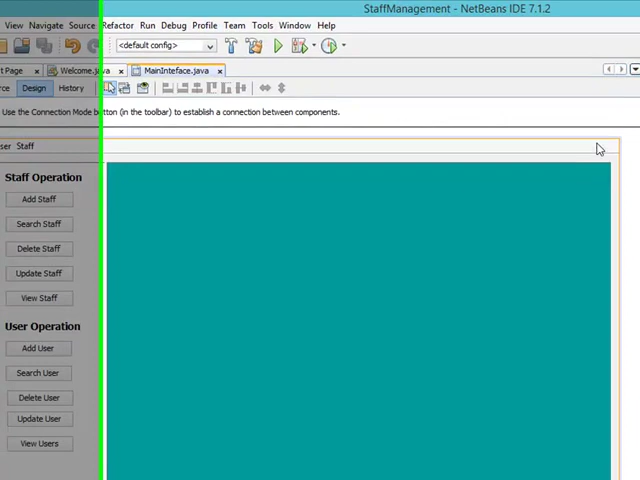 StaffManagement - NetBeans IDE 7.1.2
View Navigate Source Refactor Run Debug Profile Team Tools Window Help
<default config>
Page x Welcome.java x MainInteface.java x
Design History
Use the Connection Mode button (in the toolbar) to establish a connection between components.
Staff
Staff Operation
Add Staff
Search Staff
Delete Staff
Update Staff
View Staff
User Operation
Add User
Search User
Delete User
Update User
View Users